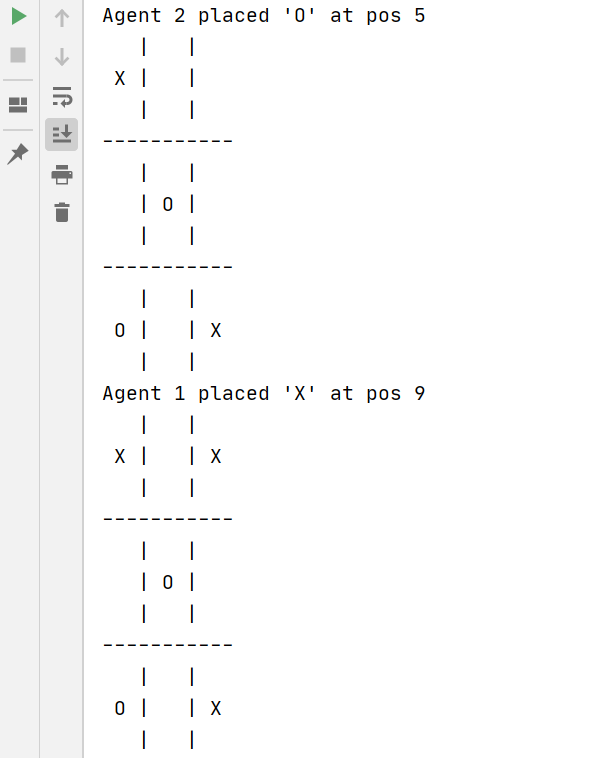 Agent 2 placed 'O' at pos 5
   |   |
 X |   |
   |   |
-----------
   |   |
   | O |
   |   |
-----------
   |   |
 O |   | X
   |   |
Agent 1 placed 'X' at pos 9
   |   |
 X |   | X
   |   |
-----------
   |   |
   | O |
   |   |
-----------
   |   |
 O |   | X
   |   |